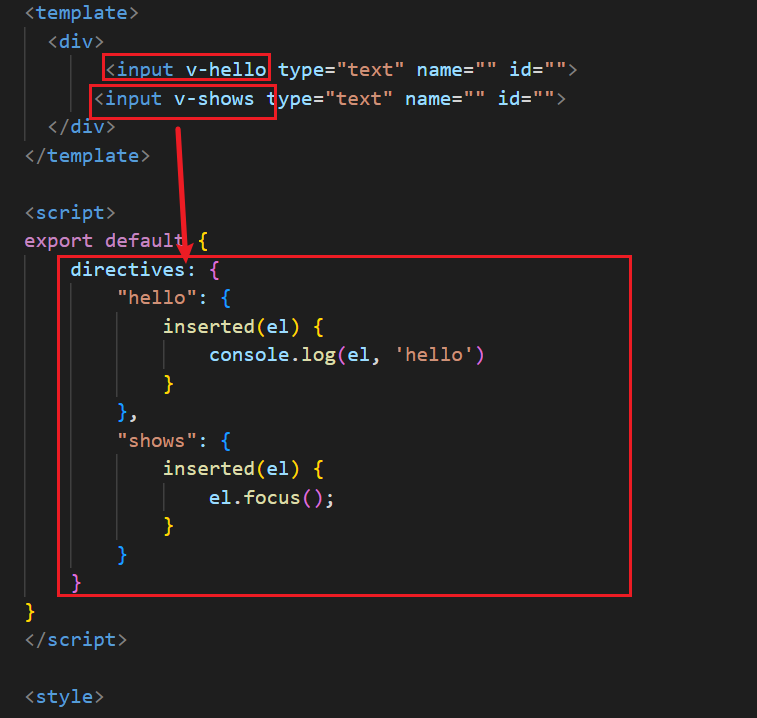 <template>
<div>
<input v-hello type="text" name="" id="">
<input v-shows type="text" name="" id="">
</div>
</template>
<script>
export default {
directives: {
"hello": {
inserted(el) {
console.log(el, 'hello')
}
},
"shows": {
inserted(el) {
el.focus();
}
}
}
}
</script>
<style>